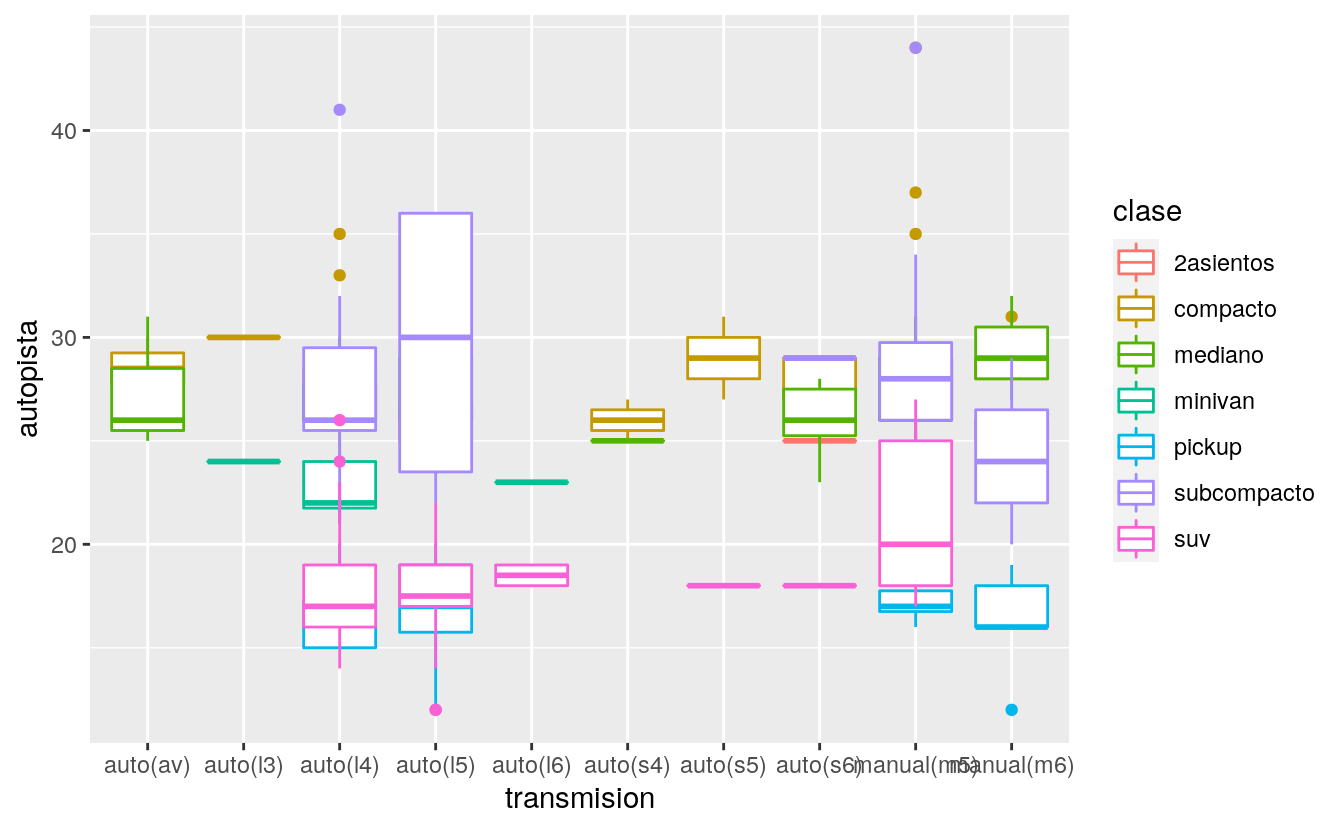 autopista
40
30
20
auto(av) auto(l3) auto(l4) auto(l5) auto(l6) auto(s4) auto(s5) auto(s6) manual(m5) manual(m6)
transmision
clase
2asientos
compacto
mediano
minivan
pickup
subcompacto
suv